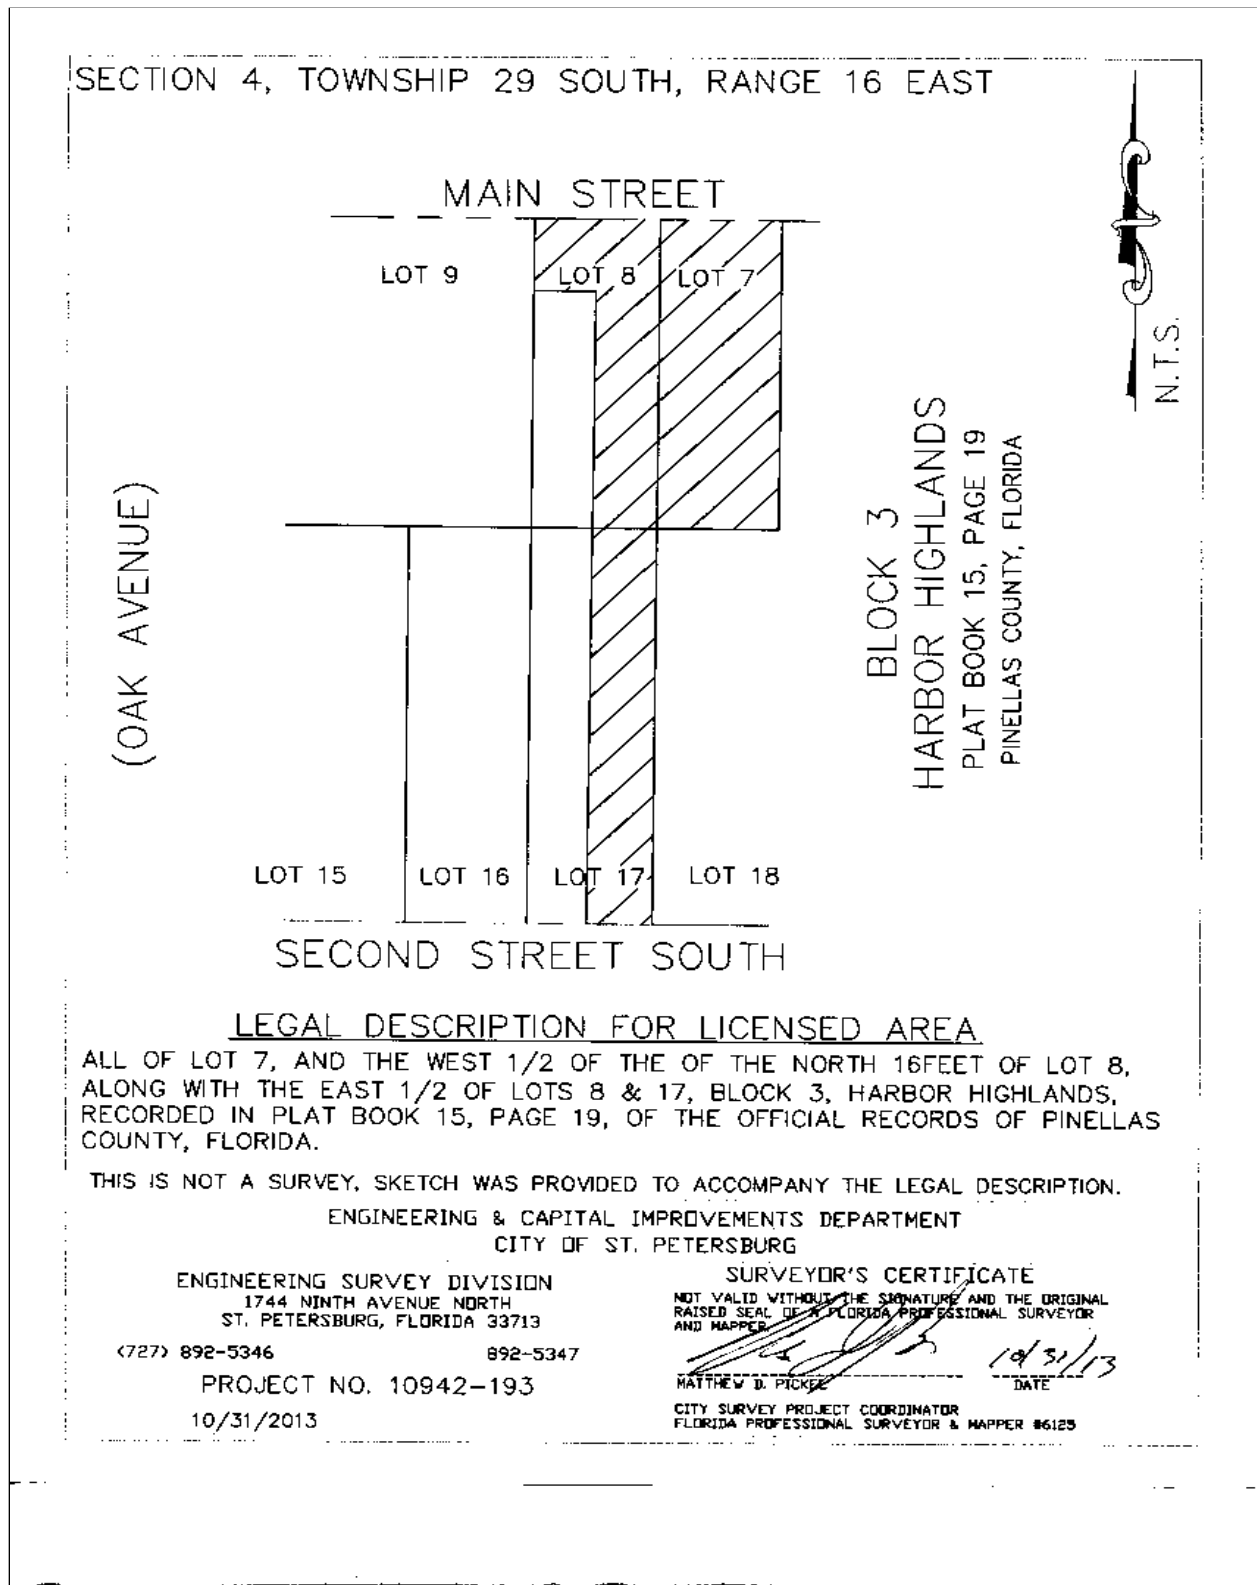 SECTION 4, TOWNSHIP 29 SOUTH, RANGE 16 EAST
MAIN STREET
LOT 9
LOT 8
LOT 7
N.T.S.
(OAK AVENUE)
BLOCK 3
HARBOR HIGHLANDS
PLAT BOOK 15, PAGE 19
PINELLAS COUNTY, FLORIDA
LOT 15
LOT 16
LOT 17
LOT 18
SECOND STREET SOUTH
LEGAL DESCRIPTION FOR LICENSED AREA
ALL OF LOT 7, AND THE WEST 1/2 OF THE OF THE NORTH 16FEET OF LOT 8,
ALONG WITH THE EAST 1/2 OF LOTS 8 & 17, BLOCK 3, HARBOR HIGHLANDS,
RECORDED IN PLAT BOOK 15, PAGE 19, OF THE OFFICIAL RECORDS OF PINELLAS
COUNTY, FLORIDA.
THIS IS NOT A SURVEY, SKETCH WAS PROVIDED TO ACCOMPANY THE LEGAL DESCRIPTION.
ENGINEERING & CAPITAL IMPROVEMENTS DEPARTMENT
CITY OF ST. PETERSBURG
ENGINEERING SURVEY DIVISION
1744 NINTH AVENUE NORTH
ST. PETERSBURG, FLORIDA 33713
(727) 892-5346 892-5347
PROJECT NO. 10942-193
10/31/2013
SURVEYOR'S CERTIFICATE
NOT VALID WITHOUT THE SIGNATURE AND THE ORIGINAL
RAISED SEAL OF A FLORIDA PROFESSIONAL SURVEYOR
AND MAPPER
10/31/13
MATTHEW D. PICKEL DATE
CITY SURVEY PROJECT COORDINATOR
FLORIDA PROFESSIONAL SURVEYOR & MAPPER #6125